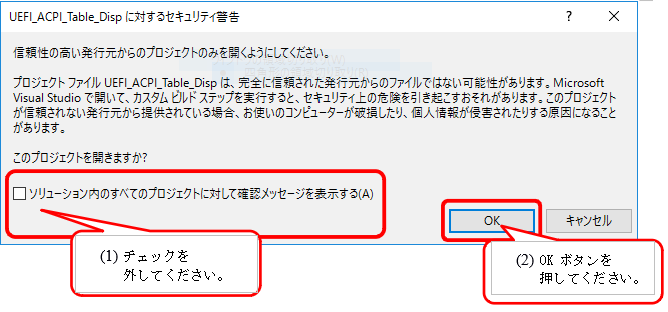 UEFI_ACPI_Table_Disp に対するセキュリティ警告
信頼性の高い発行元からのプロジェクトのみを開くようにしてください。
プロジェクト ファイル UEFI_ACPI_Table_Disp は、完全に信頼された発行元からのファイルではない可能性があります。Microsoft
Visual Studio で開いて、カスタム ビルド ステップを実行すると、セキュリティ上の危険を引き起こすおそれがあります。このプロジェクト
が信頼されない発行元から提供されている場合、お使いのコンピューターが破損したり、個人情報が侵害されたりする原因になること
があります。
このプロジェクトを開きますか?
ソリューション内のすべてのプロジェクトに対して確認メッセージを表示する(A)
OK
キャンセル
(1) チェックを
外してください。
(2) OK ボタンを
押してください。